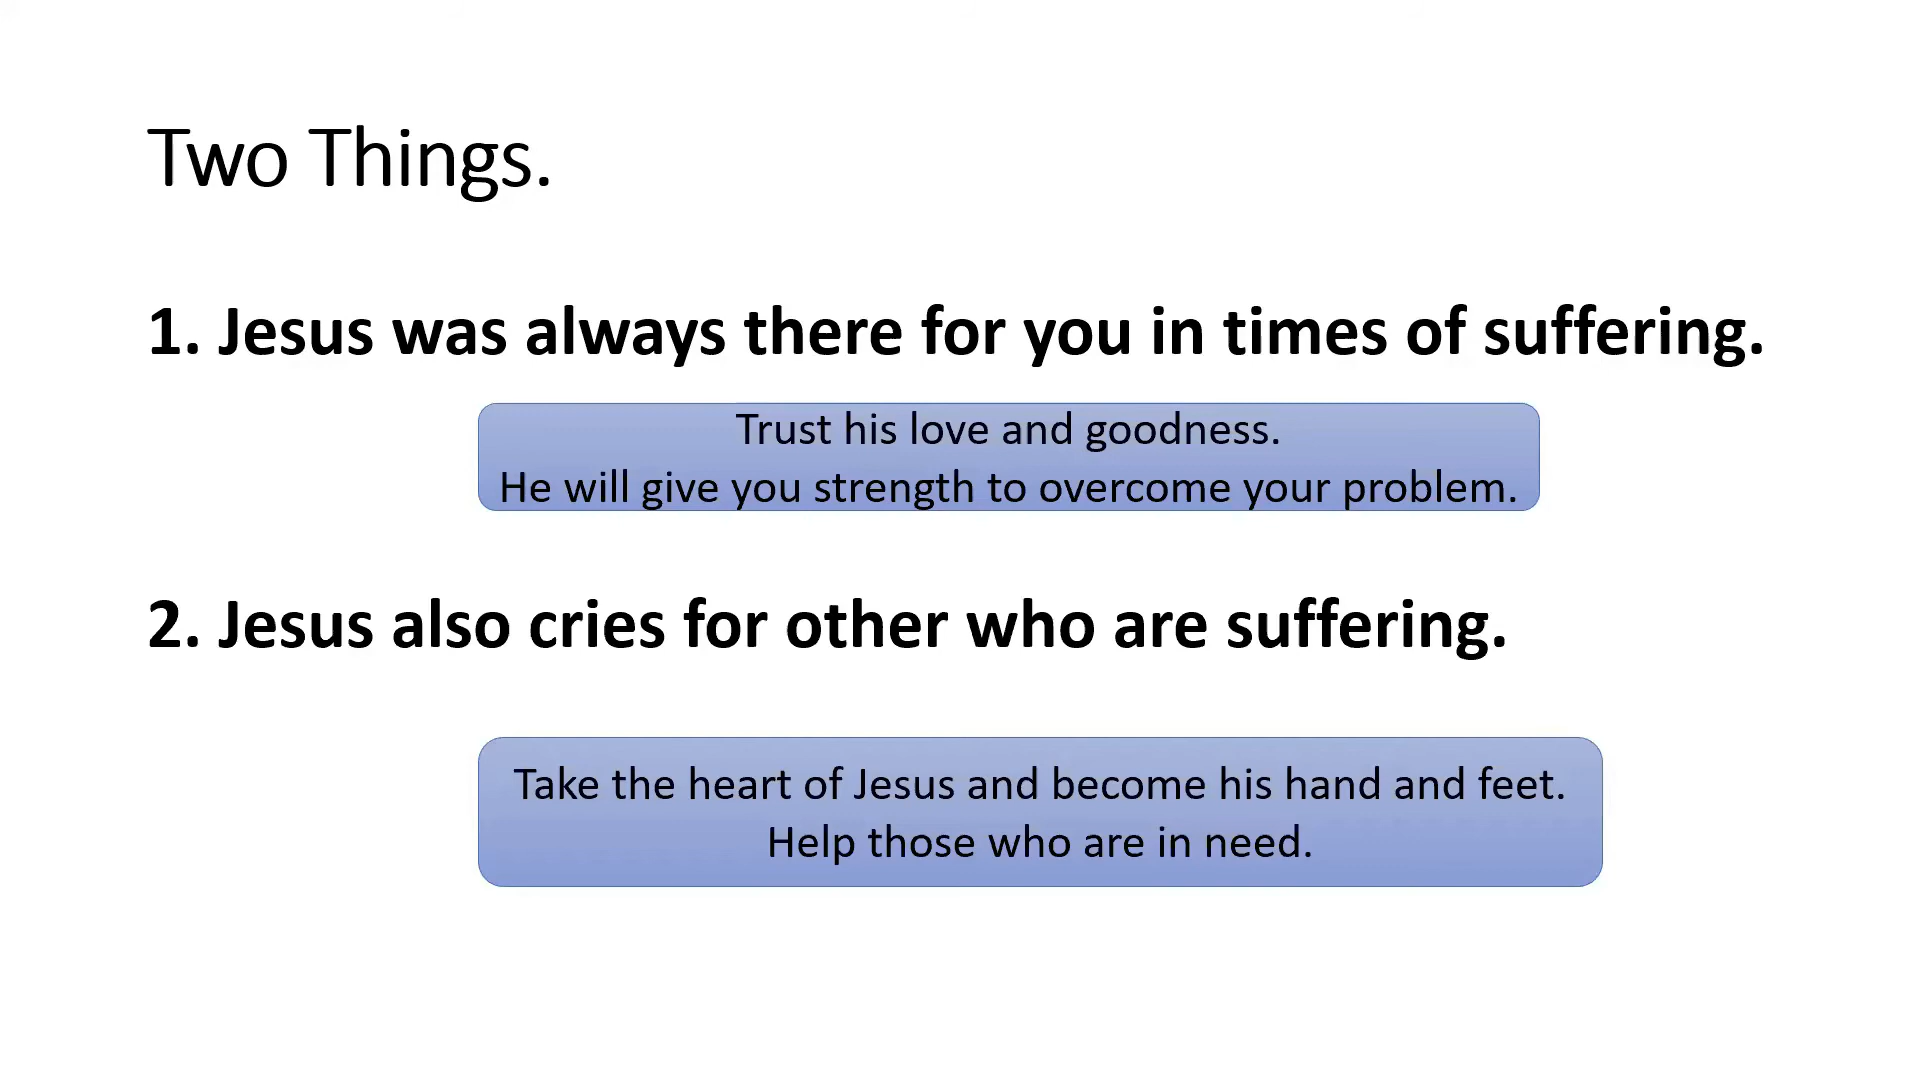 Two Things.
1. Jesus was always there for you in times of suffering.
Trust his love and goodness.
He will give you strength to overcome your problem.
2. Jesus also cries for other who are suffering.
Take the heart of Jesus and become his hand and feet.
Help those who are in need.